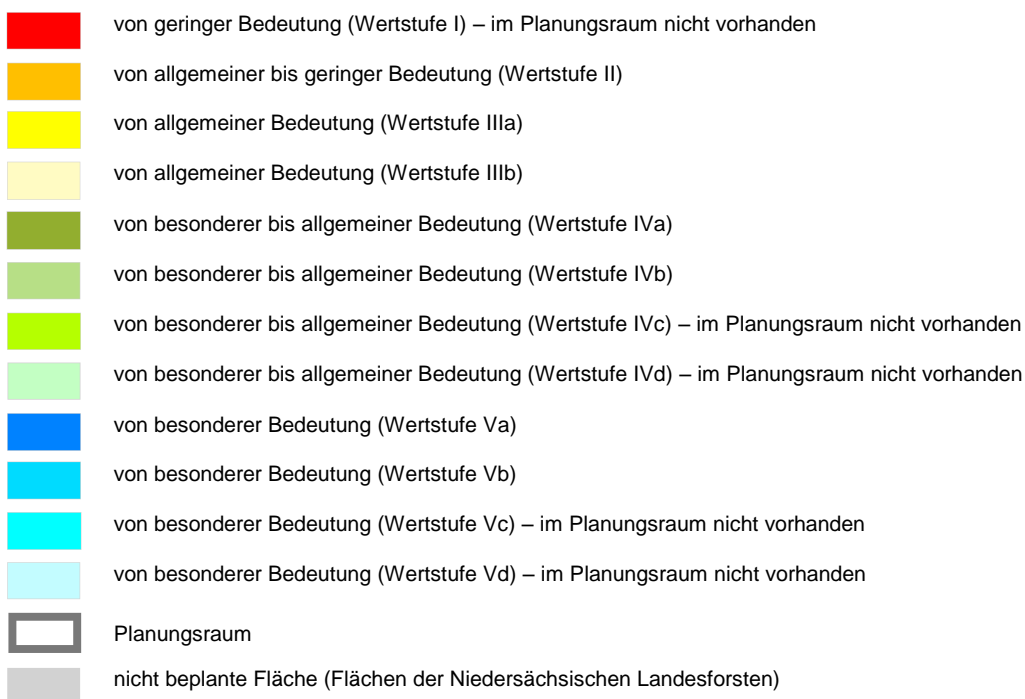 von geringer Bedeutung (Wertstufe I) – im Planungsraum nicht vorhanden
von allgemeiner bis geringer Bedeutung (Wertstufe II)
von allgemeiner Bedeutung (Wertstufe IIIa)
von allgemeiner Bedeutung (Wertstufe IIIb)
von besonderer bis allgemeiner Bedeutung (Wertstufe IVa)
von besonderer bis allgemeiner Bedeutung (Wertstufe IVb)
von besonderer bis allgemeiner Bedeutung (Wertstufe IVc) – im Planungsraum nicht vorhanden
von besonderer bis allgemeiner Bedeutung (Wertstufe IVd) – im Planungsraum nicht vorhanden
von besonderer Bedeutung (Wertstufe Va)
von besonderer Bedeutung (Wertstufe Vb)
von besonderer Bedeutung (Wertstufe Vc) – im Planungsraum nicht vorhanden
von besonderer Bedeutung (Wertstufe Vd) – im Planungsraum nicht vorhanden
Planungsraum
nicht beplante Fläche (Flächen der Niedersächsischen Landesforsten)